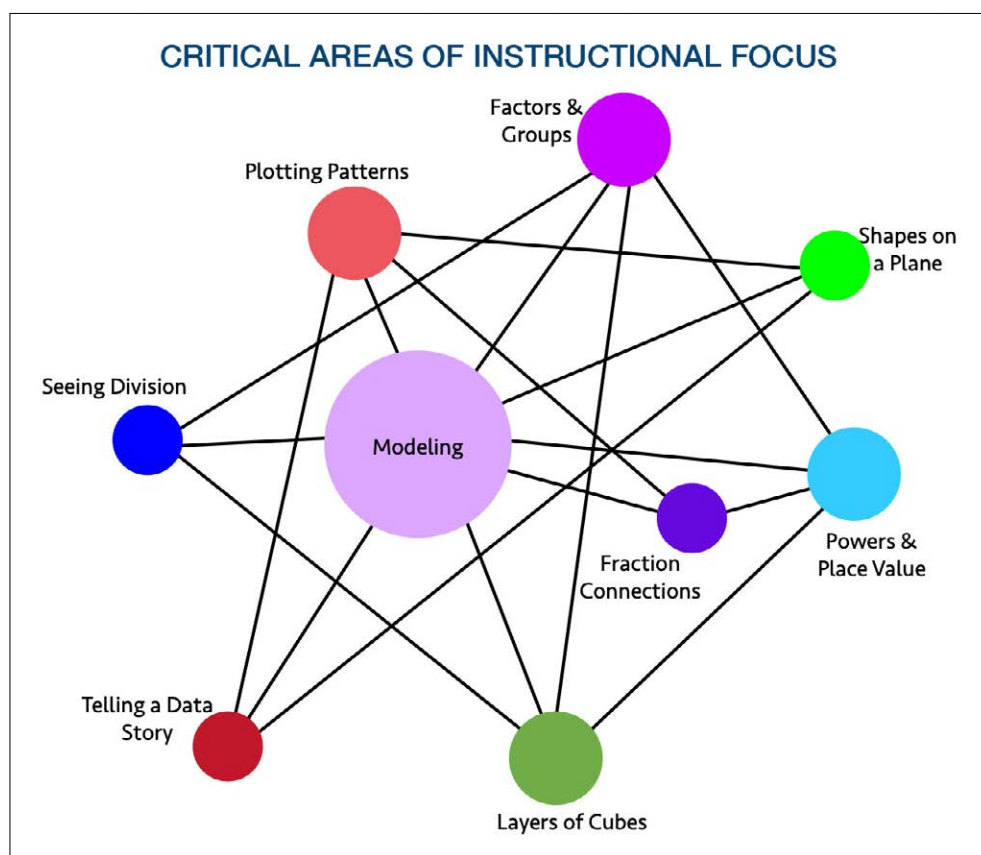 CRITICAL AREAS OF INSTRUCTIONAL FOCUS
Factors &
Groups
Plotting Patterns
Shapes on
a Plane
Seeing Division
Modeling
Fraction
Connections
Powers &
Place Value
Telling a Data
Story
Layers of Cubes